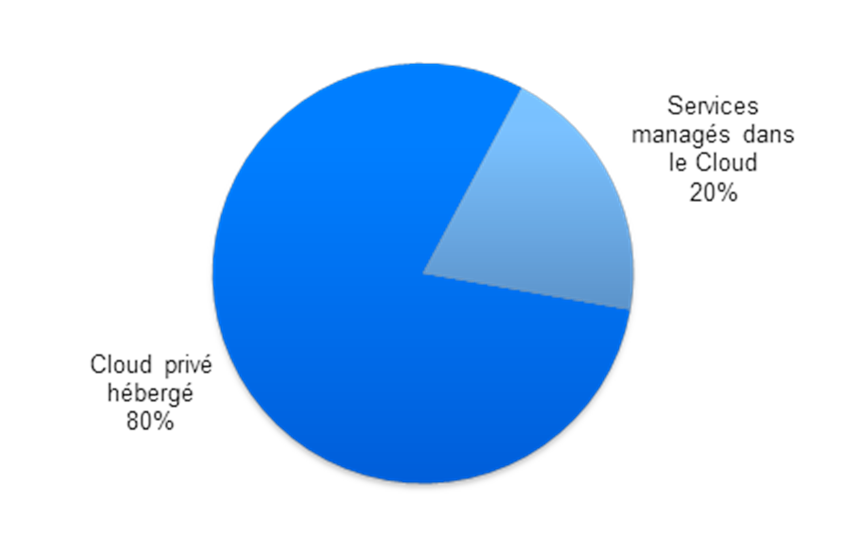 Services
managés dans
le Cloud
20%
Cloud privé
hébergé
80%